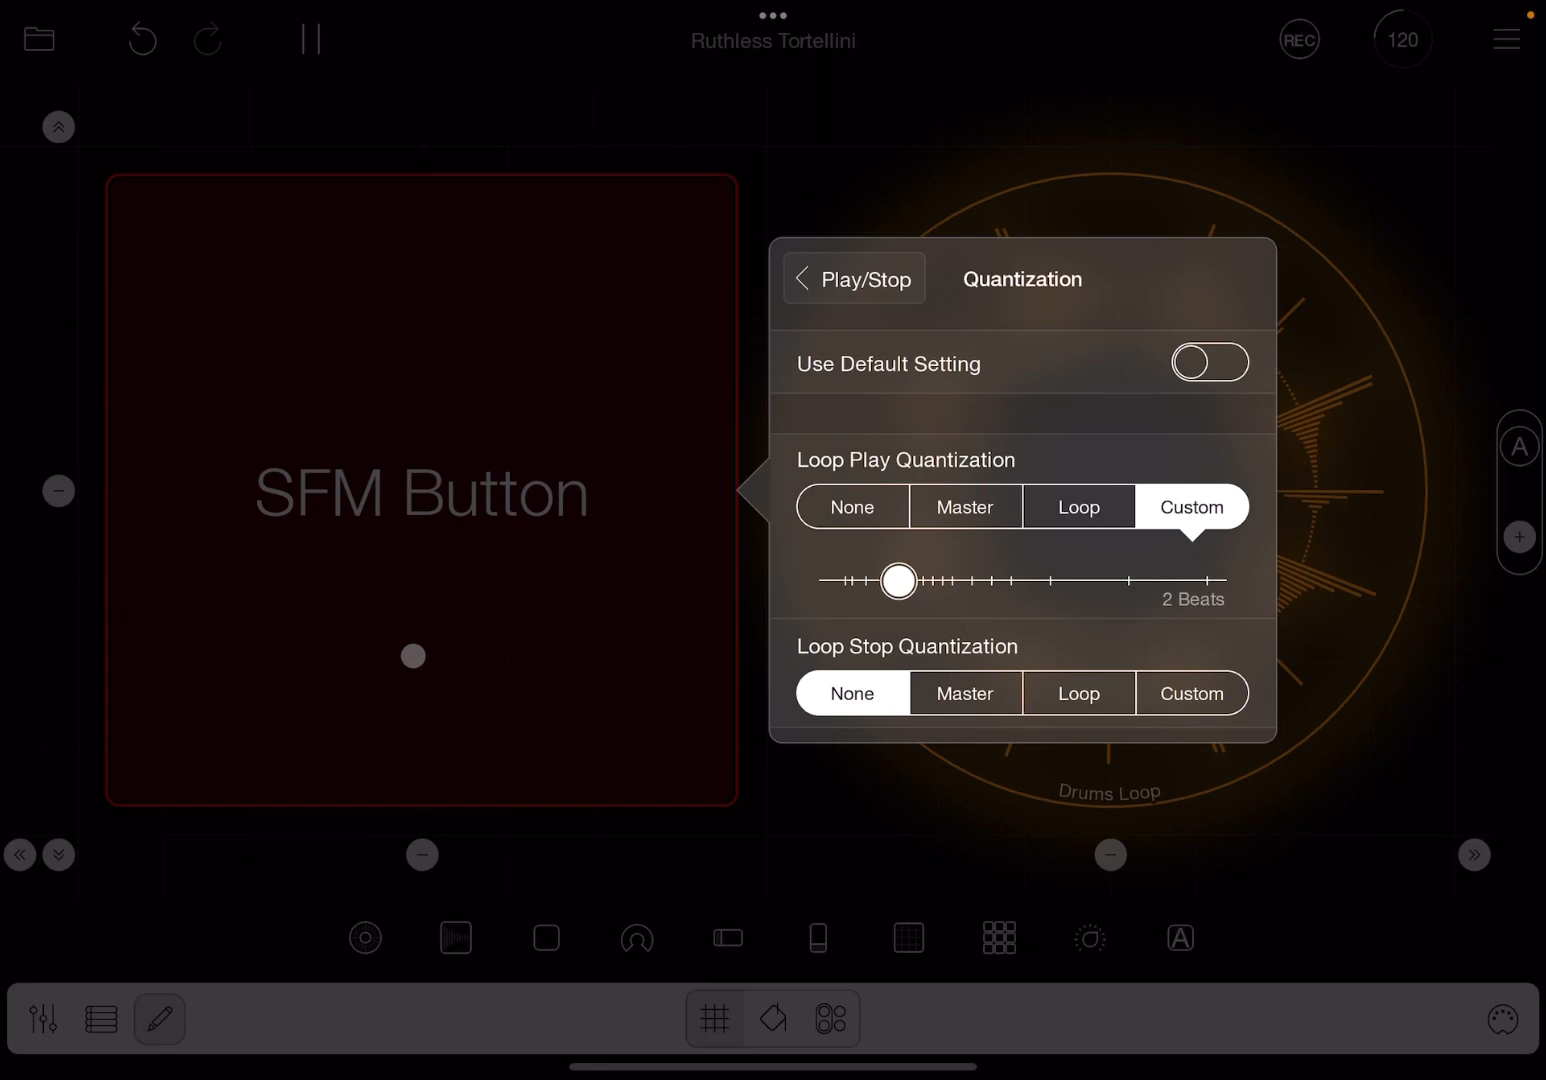 Ruthless Tortellini
REC
120
Play/Stop
Quantization
Use Default Setting
Loop Play Quantization
None Master Loop Custom
2 Beats
Loop Stop Quantization
None Master Loop Custom
SFM Button
A
Drums Loop
A